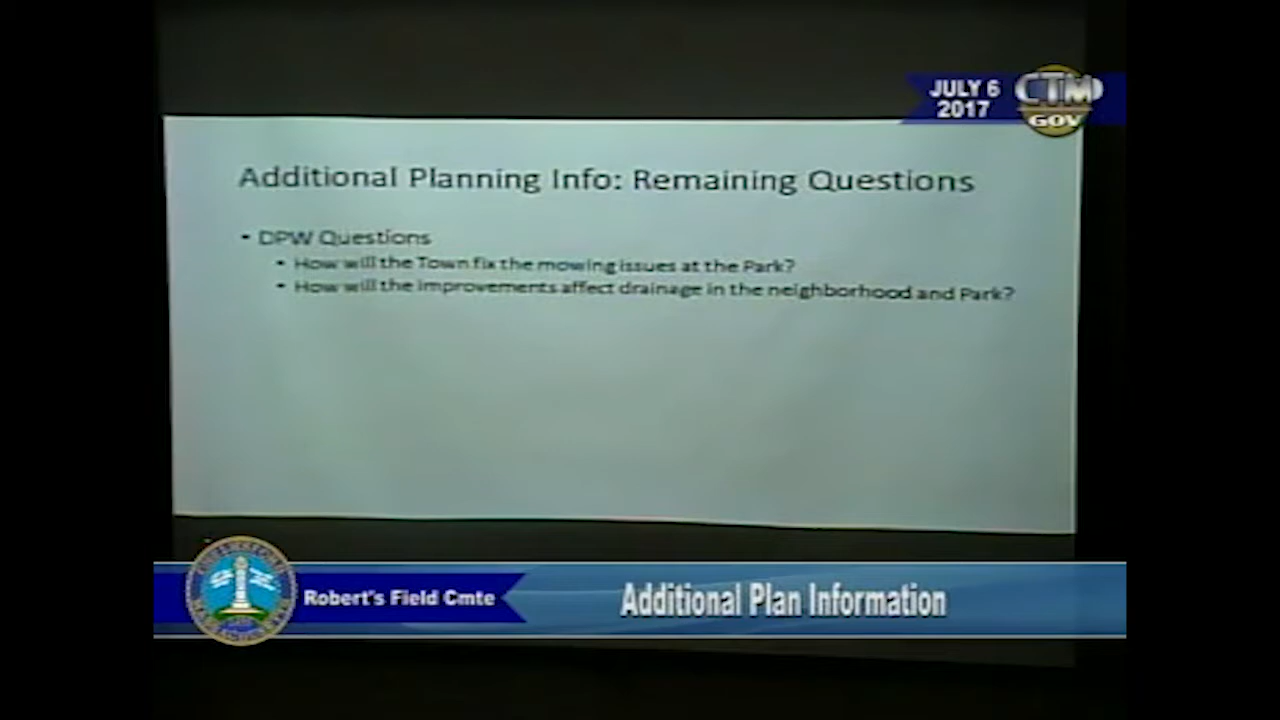 JULY 6
2017
CTM
GOV
Additional Planning Info: Remaining Questions
• DPW Questions
• How will the Town fix the mowing issues at the Park?
• How will the improvements affect drainage in the neighborhood and Park?
Robert's Field Cmte
Additional Plan Information